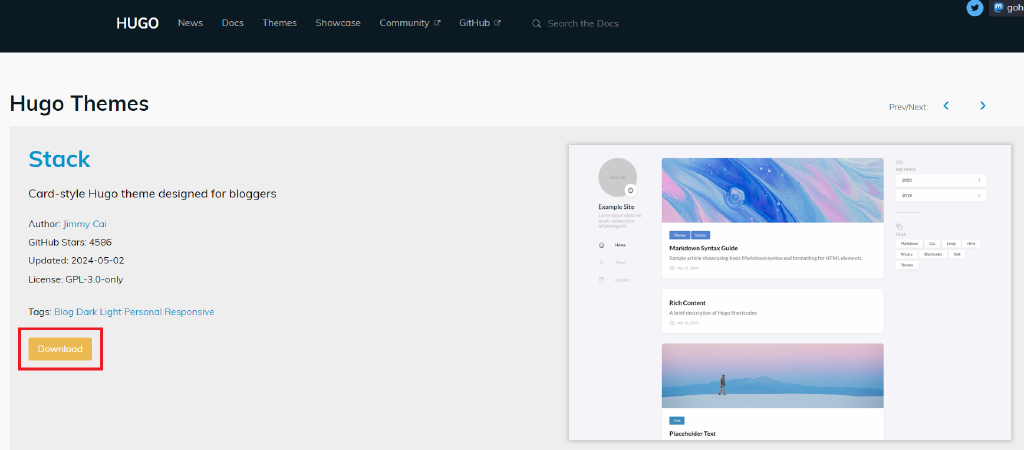 HUGO News Docs Themes Showcase Community GitHub Search the Docs
Hugo Themes
Prev/Next:
Stack
Card-style Hugo theme designed for bloggers
Author: Jimmy Cai
GitHub Stars: 4586
Updated: 2024-05-02
License: GPL-3.0-only
Tags: Blog Dark Light Personal Responsive
Download
Example Site
Home
About
Archives
Themes Syntax
Markdown Syntax Guide
Sample article showcasing basic Markdown syntax and formatting for HTML elements.
Rich Content
A brief description of Hugo Shortcodes
Text
Placeholder Text
ARCHIVES
2020
2019
TAGS
Markdown Css Emoji Html
Privacy Shortcodes Text
Themes